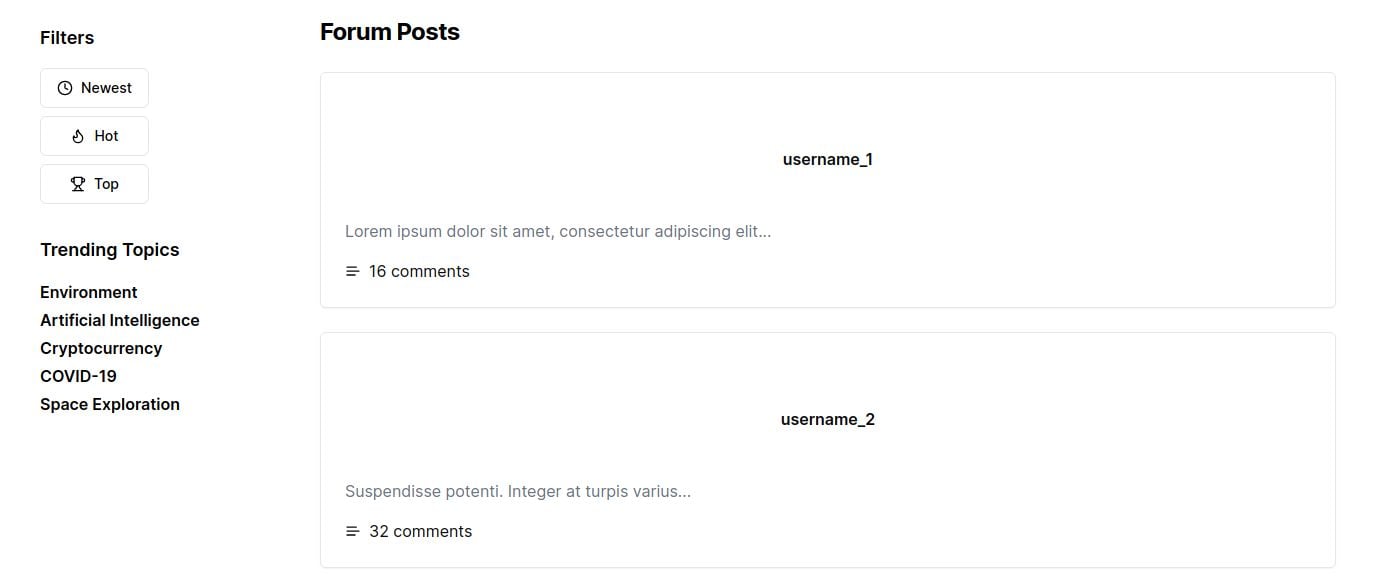 Filters
Newest
Hot
Top
Trending Topics
Environment
Artificial Intelligence
Cryptocurrency
COVID-19
Space Exploration
Forum Posts
username_1
Lorem ipsum dolor sit amet, consectetur adipiscing elit...
16 comments
username_2
Suspendisse potenti. Integer at turpis varius...
32 comments